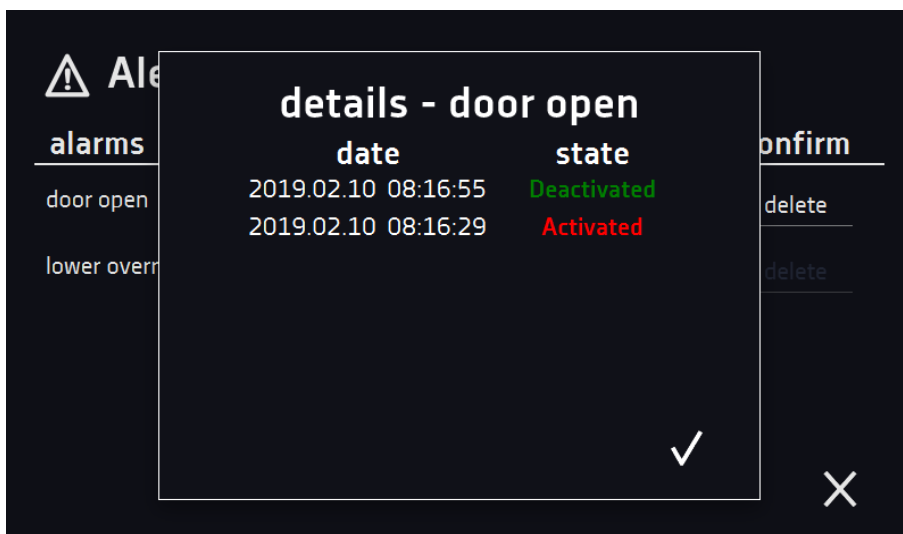 Ale
details - door open
alarms date state onfirm
door open 2019.02.10 08:16:55 Deactivated delete
2019.02.10 08:16:29 Activated
lower overr delete